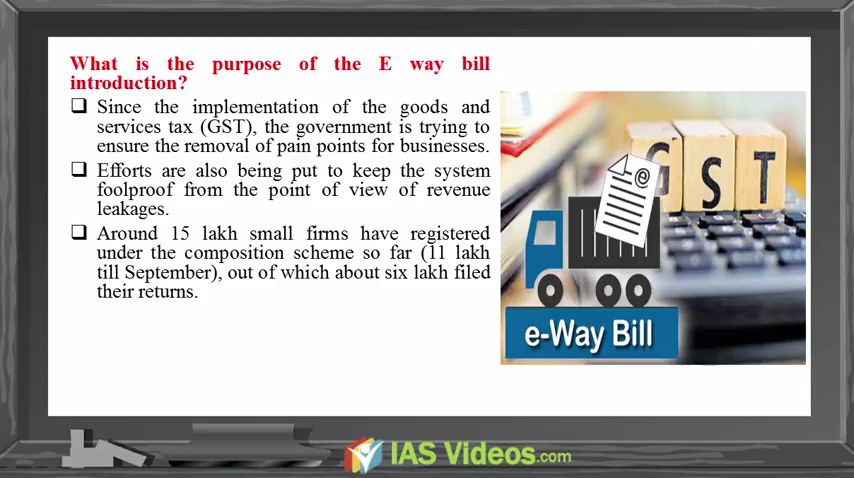 What is the purpose of the E way bill
introduction?
Since the implementation of the goods and
services tax (GST), the government is trying to
ensure the removal of pain points for businesses.
Efforts are also being put to keep the system
foolproof from the point of view of revenue
leakages.
Around 15 lakh small firms have registered
under the composition scheme so far (11 lakh
till September), out of which about six lakh filed
their returns.
GST
@
e-Way Bill
IAS Videos.com